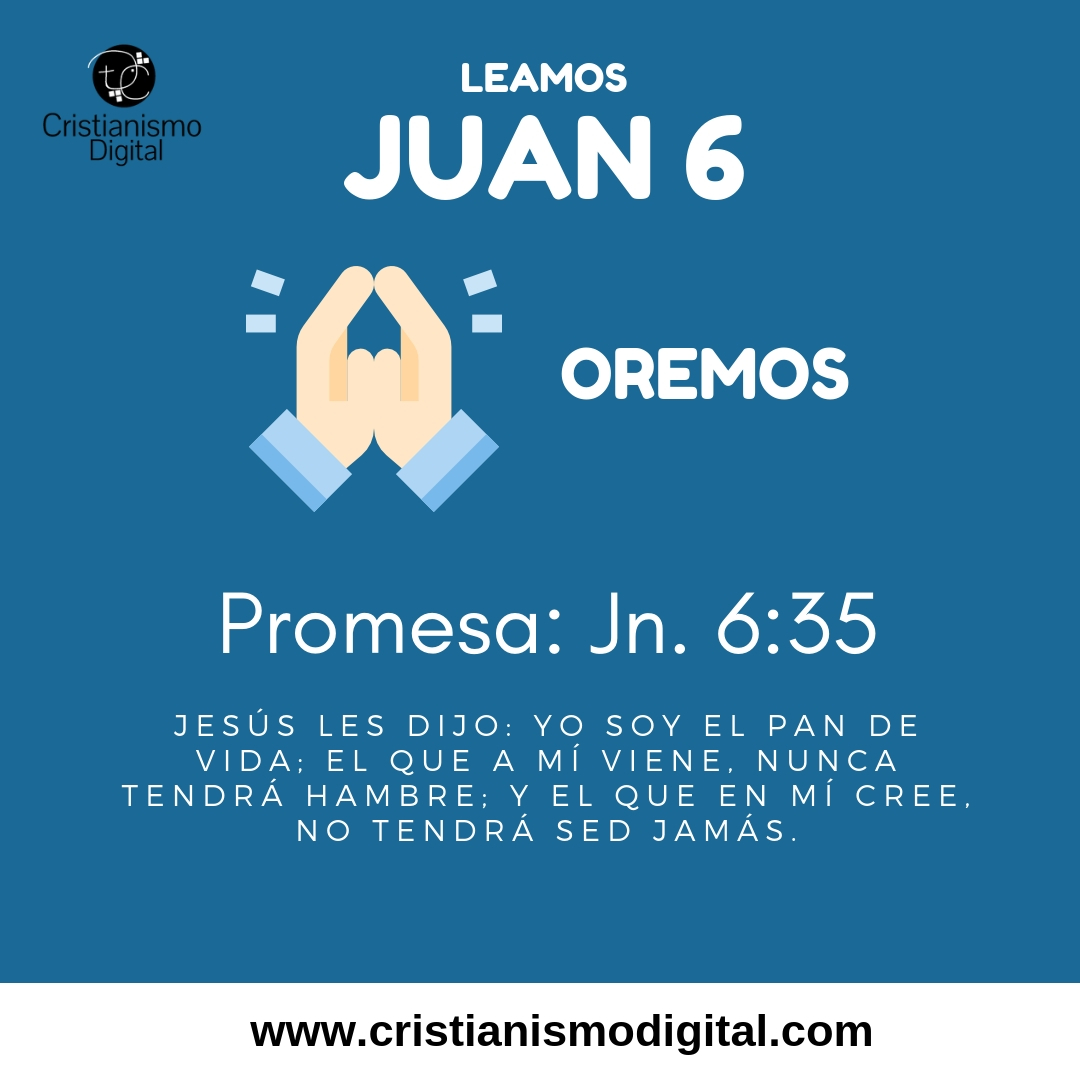 Cristianismo
Digital
LEAMOS
JUAN 6
OREMOS
Promesa: Jn. 6:35
JESÚS LES DIJO: YO SOY EL PAN DE
VIDA; EL QUE A MÍ VIENE, NUNCA
TENDRÁ HAMBRE; Y EL QUE EN MÍ CREE,
NO TENDRÁ SED JAMÁS.
www.cristianismodigital.com